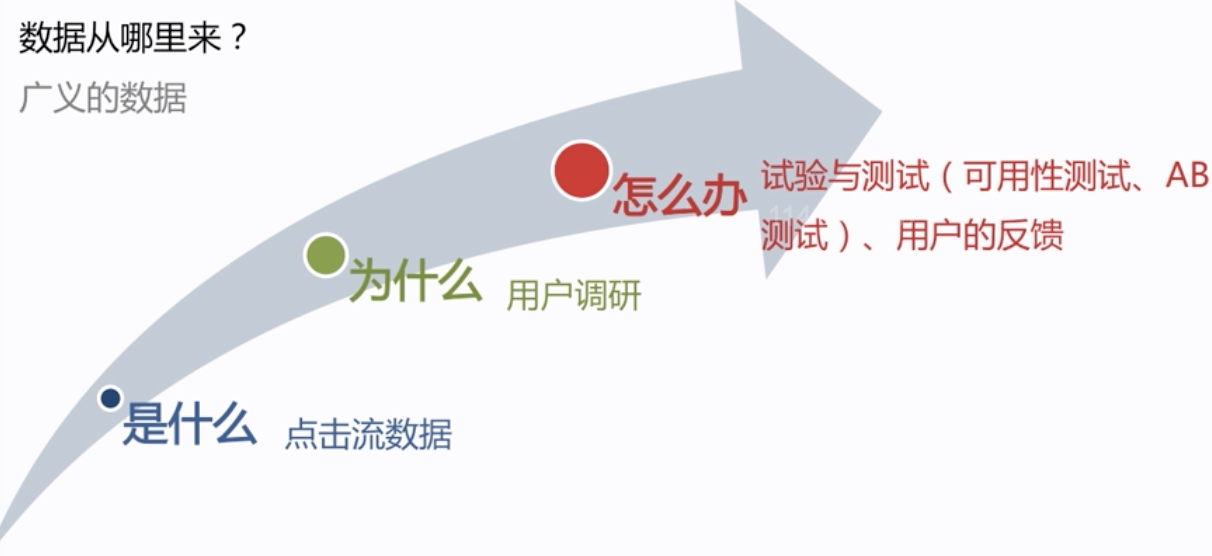 数据从哪里来？
广义的数据
怎么办
试验与测试（可用性测试、AB
测试）、用户的反馈
为什么
用户调研
是什么
点击流数据